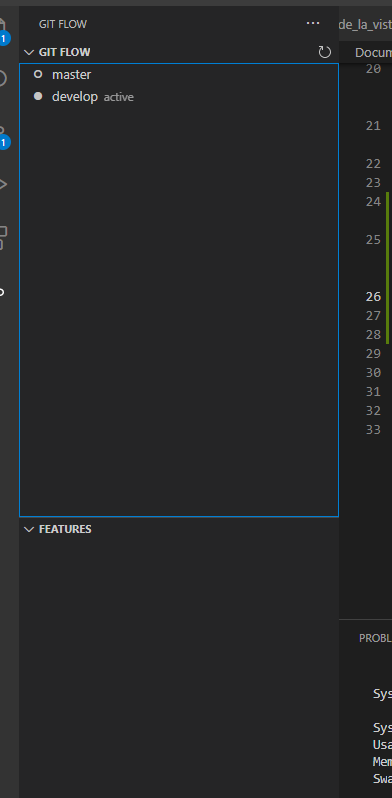 GIT FLOW ···
de_la_vist
GIT FLOW
Docum
master
develop active
20
21
22
23
24
25
26
27
28
29
30
31
32
33
1
1
FEATURES
PROBL
Sys
Sys
Usa
Mem
Swa